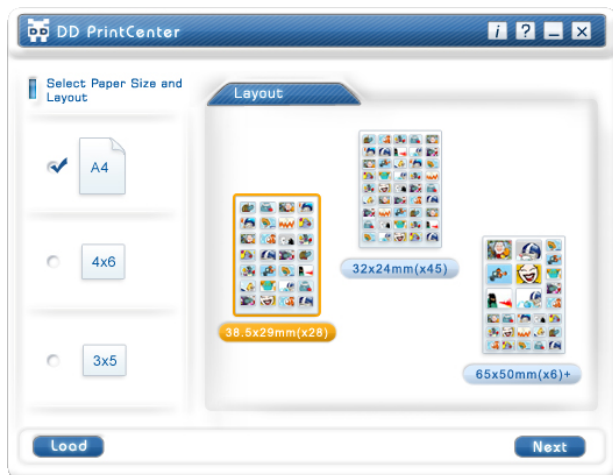 DD PrintCenter
i ? _ X
Select Paper Size and
Layout
Layout
A4
4x6
3x5
32x24mm(x45)
38.5x29mm(x28)
65x50mm(x6)+
Load
Next